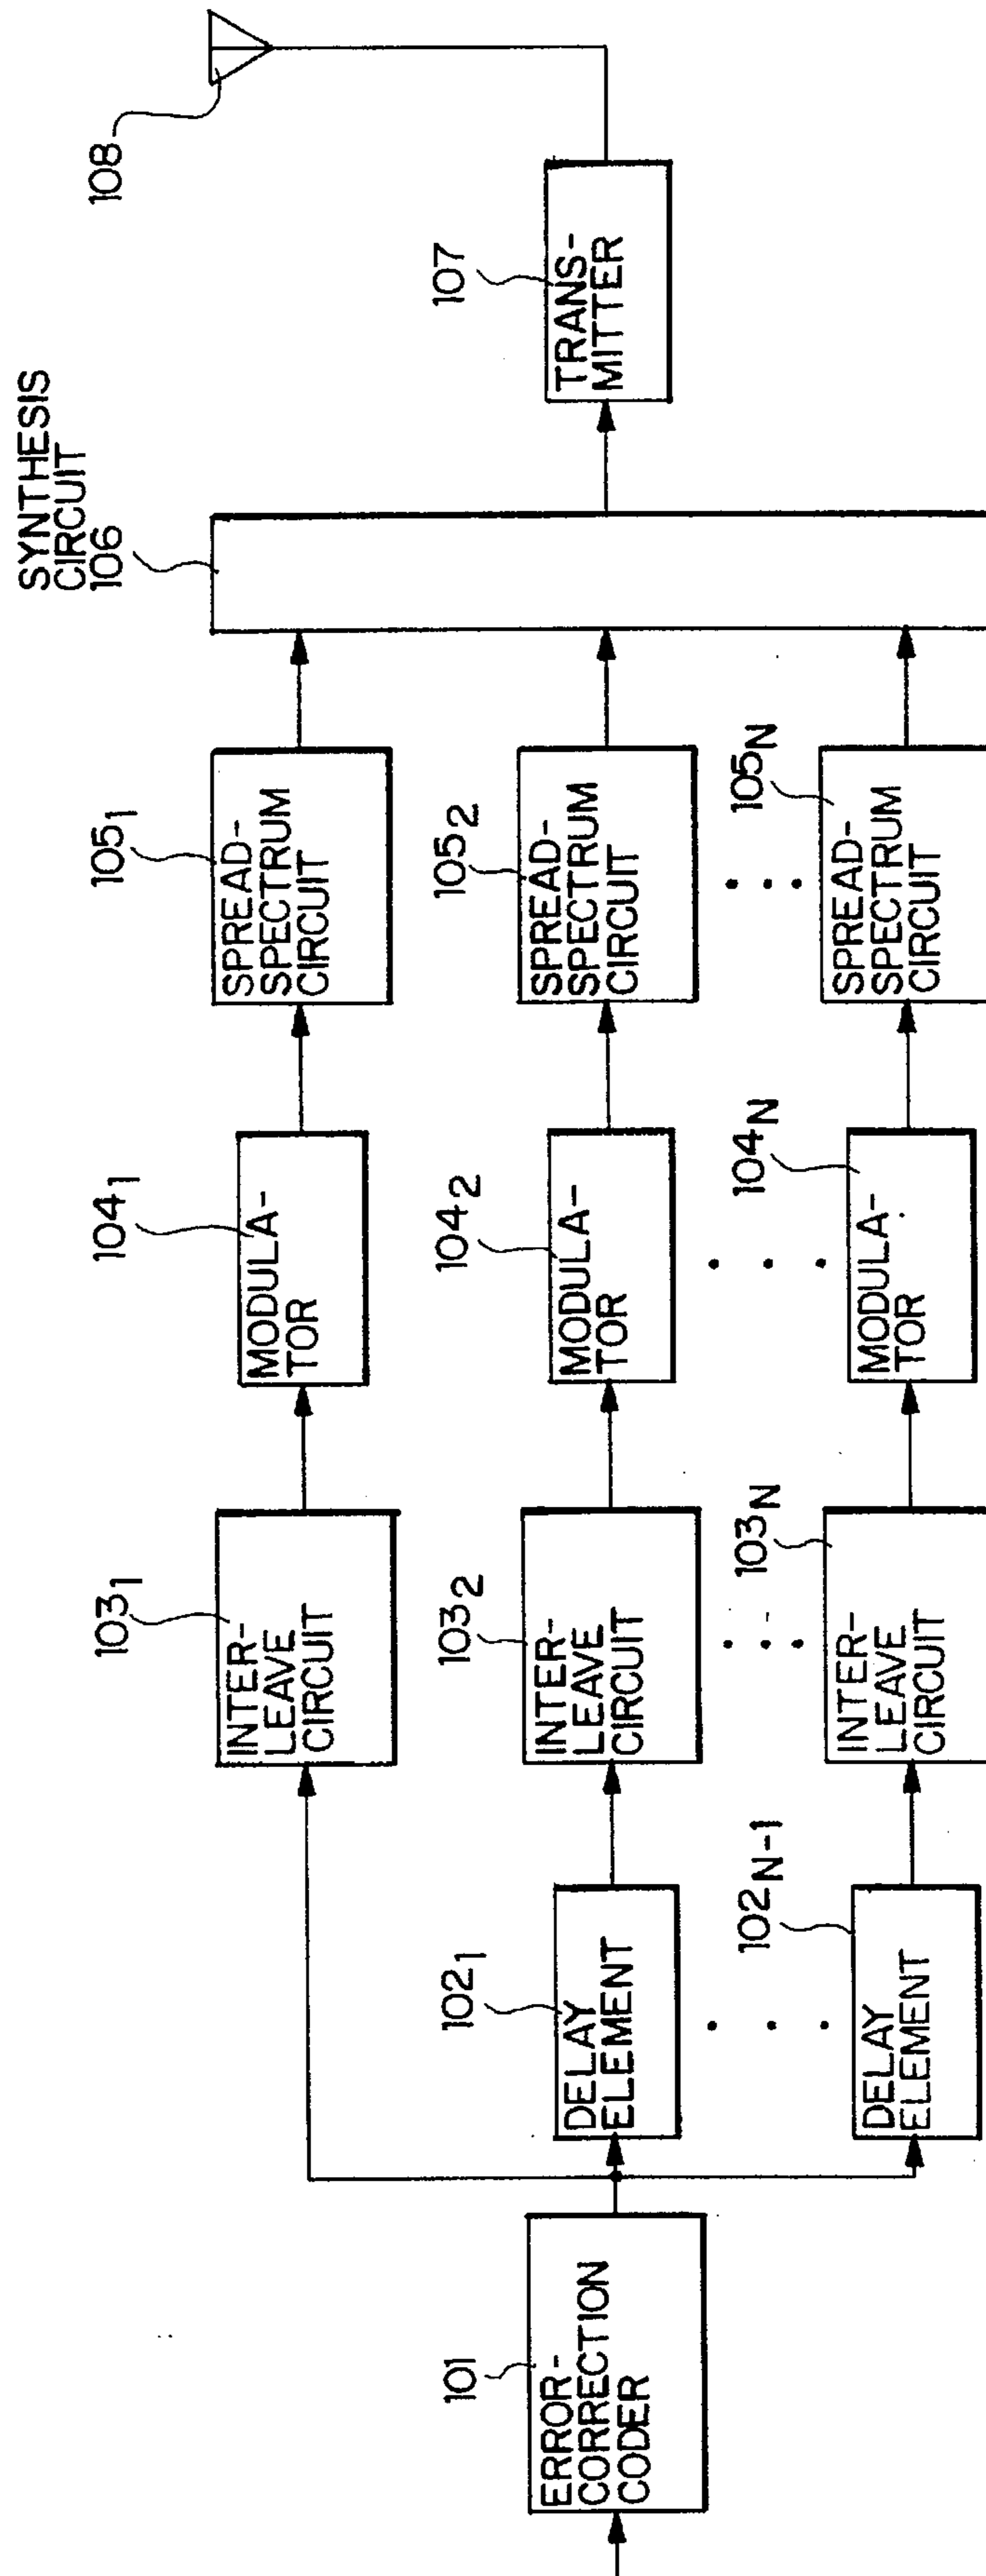 101
ERROR-
CORRECTION
CODER
102₁
DELAY
ELEMENT
102N-1
DELAY
ELEMENT
103₁
INTER-
LEAVE
CIRCUIT
103₂
INTER-
LEAVE
CIRCUIT
103N
INTER-
LEAVE
CIRCUIT
104₁
MODULA-
TOR
104₂
MODULA-
TOR
104N
MODULA-
TOR
105₁
SPREAD-
SPECTRUM
CIRCUIT
105₂
SPREAD-
SPECTRUM
CIRCUIT
105N
SPREAD-
SPECTRUM
CIRCUIT
SYNTHESIS
CIRCUIT
106
107
TRANS-
MITTER
108